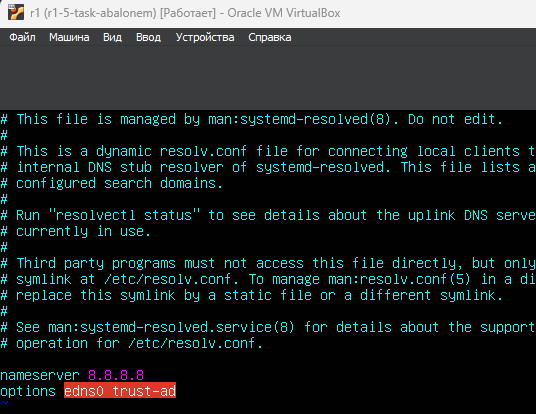 r1 (r1-5-task-abalonem) [Работает] - Oracle VM VirtualBox
Файл Машина Вид Ввод Устройства Справка
# This file is managed by man:systemd-resolved(8). Do not edit.
#
# This is a dynamic resolv.conf file for connecting local clients t
# internal DNS stub resolver of systemd-resolved. This file lists a
# configured search domains.
#
# Run "resolvectl status" to see details about the uplink DNS serve
# currently in use.
#
# Third party programs must not access this file directly, but only
# symlink at /etc/resolv.conf. To manage man:resolv.conf(5) in a di
# replace this symlink by a static file or a different symlink.
#
# See man:systemd-resolved.service(8) for details about the support
# operation for /etc/resolv.conf.
nameserver 8.8.8.8
options edns0 trust-ad
~